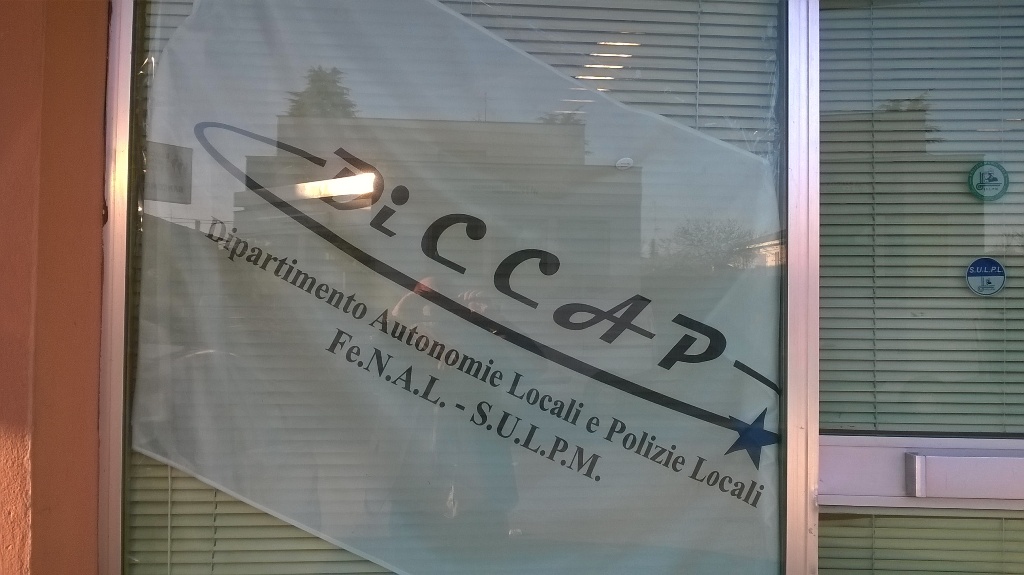 DiCCAP
Dipartimento Autonomie Locali e Polizie Locali
Fe.N.A.L. - S.U.L.P.M.
S.U.L.P.L.